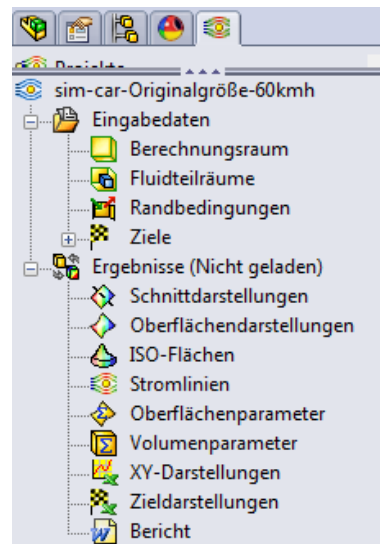 Projekte
sim-car-Originalgröße-60kmh
Eingabedaten
Berechnungsraum
Fluidteilräume
Randbedingungen
Ziele
Ergebnisse (Nicht geladen)
Schnittdarstellungen
Oberflächendarstellungen
ISO-Flächen
Stromlinien
Oberflächenparameter
Volumenparameter
XY-Darstellungen
Zieldarstellungen
Bericht